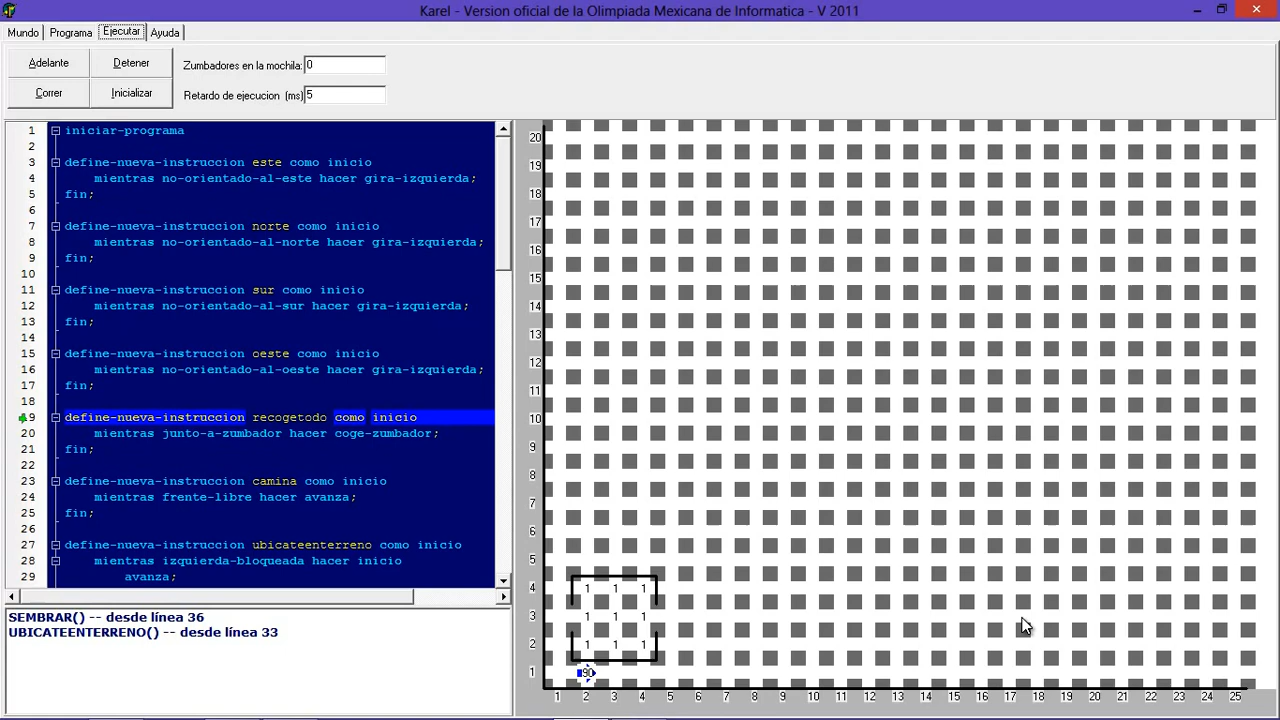 Karel - Version oficial de la Olimpiada Mexicana de Informatica - V 2011
Mundo Programa Ejecutar Ayuda
Adelante Detener Zumbadores en la mochila: 0
Correr Inicializar Retardo de ejecucion (ms) 5
1 iniciar-programa
2
3 define-nueva-instruccion este como inicio
4 mientras no-orientado-al-este hacer gira-izquierda;
5 fin;
6
7 define-nueva-instruccion norte como inicio
8 mientras no-orientado-al-norte hacer gira-izquierda;
9 fin;
10
11 define-nueva-instruccion sur como inicio
12 mientras no-orientado-al-sur hacer gira-izquierda;
13 fin;
14
15 define-nueva-instruccion oeste como inicio
16 mientras no-orientado-al-oeste hacer gira-izquierda;
17 fin;
18
19 define-nueva-instruccion recogetodo como inicio
20 mientras junto-a-zumbador hacer coge-zumbador;
21 fin;
22
23 define-nueva-instruccion camina como inicio
24 mientras frente-libre hacer avanza;
25 fin;
26
27 define-nueva-instruccion ubicateenterreno como inicio
28 mientras izquierda-bloqueada hacer inicio
29 avanza;
SEMBRAR() -- desde línea 36
UBICATEENTERRENO() -- desde línea 33
20
19
18
17
16
15
14
13
12
11
10
9
8
7
6
5
4 1 1 1
3 1 1 1
2 1 1 1
1
1 2 3 4 5 6 7 8 9 10 11 12 13 14 15 16 17 18 19 20 21 22 23 24 25